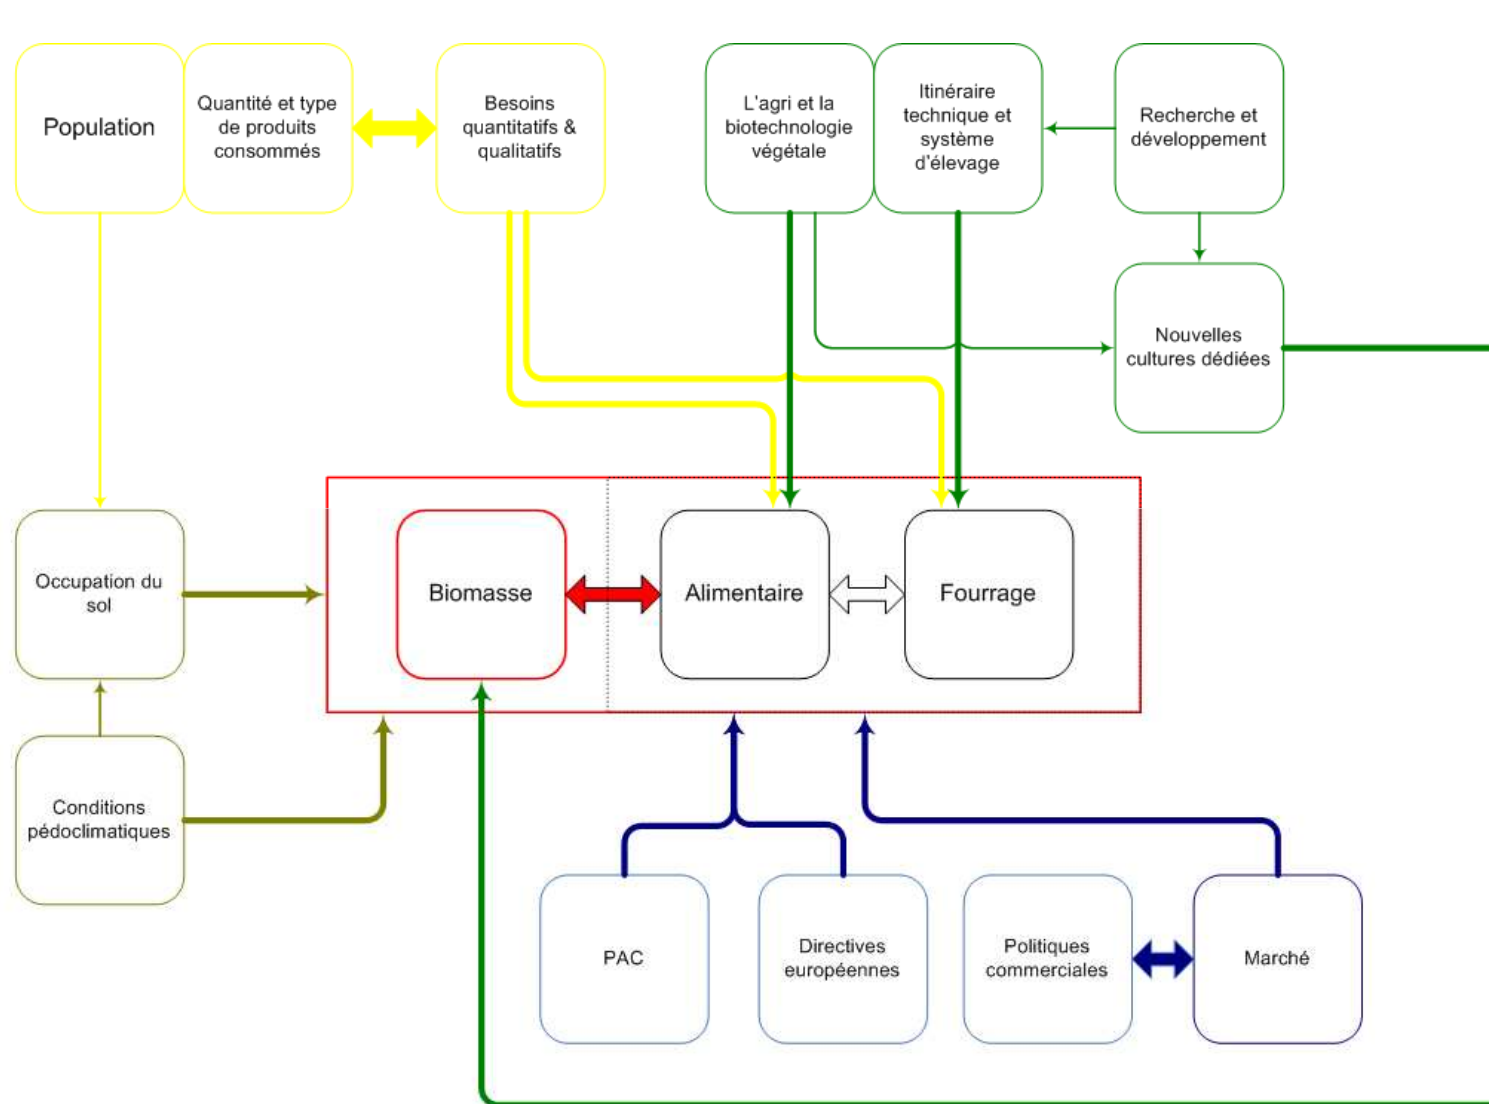 Population
Quantité et type
de produits
consommés
Besoins
quantitatifs &
qualitatifs
L'agri et la
biotechnologie
végétale
Itinéraire
technique et
système
d'élevage
Recherche et
développement
Nouvelles
cultures dédiées
Occupation du
sol
Biomasse
Alimentaire
Fourrage
Conditions
pédoclimatiques
PAC
Directives
européennes
Politiques
commerciales
Marché